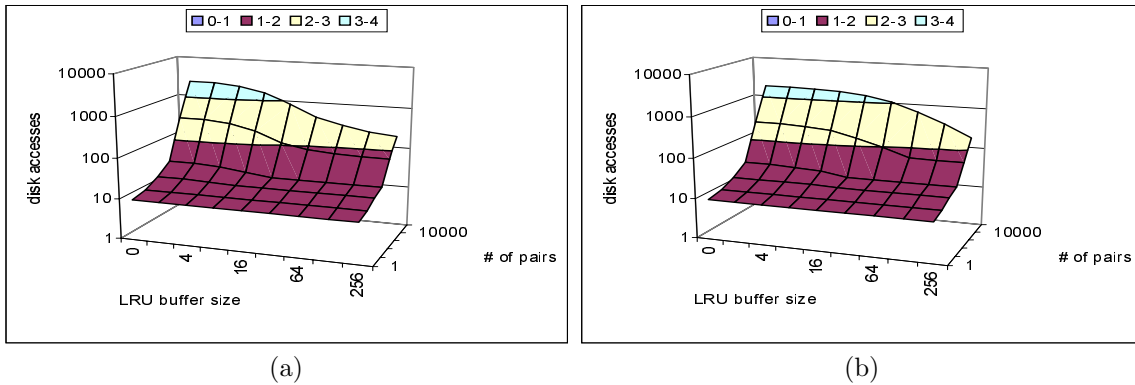 0-1 1-2 2-3 3-4
10000
1000
100
10
1
disk accesses
0
4
16
64
256
LRU buffer size
10000
1
# of pairs
(a)
0-1 1-2 2-3 3-4
10000
1000
100
10
1
disk accesses
0
4
16
64
256
LRU buffer size
10000
1
# of pairs
(b)